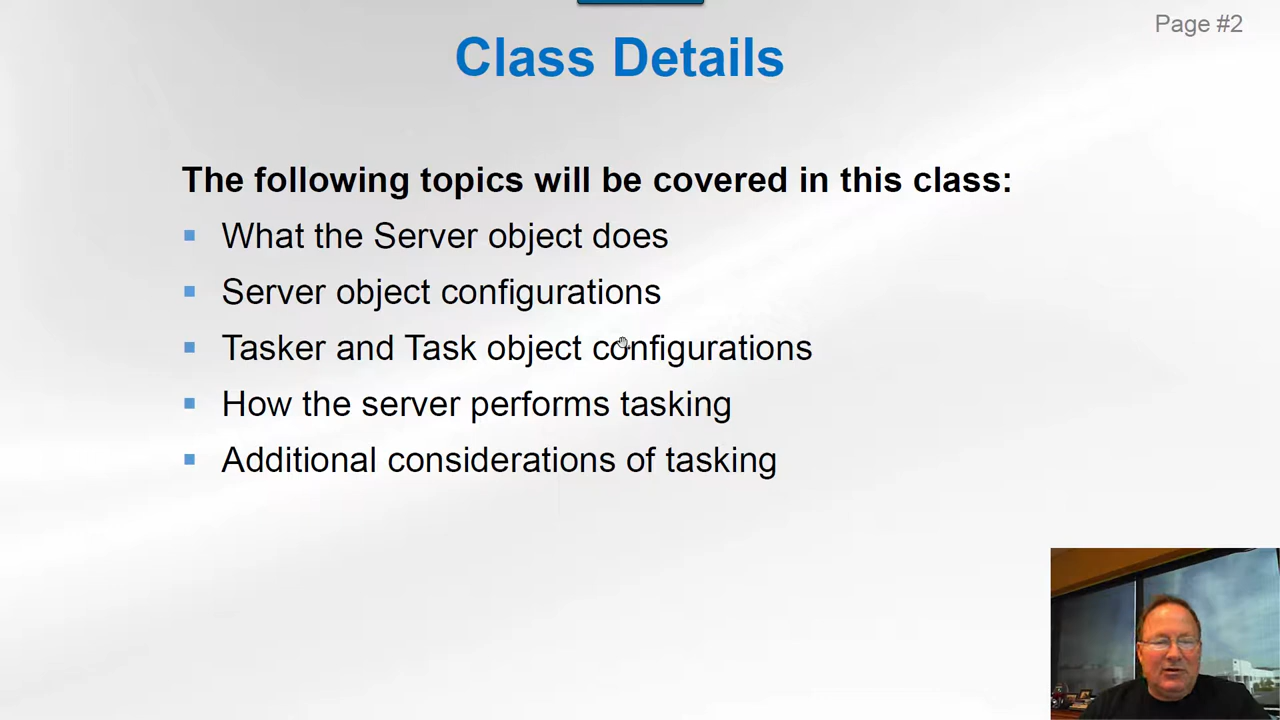 Page #2
Class Details
The following topics will be covered in this class:
What the Server object does
Server object configurations
Tasker and Task object configurations
How the server performs tasking
Additional considerations of tasking